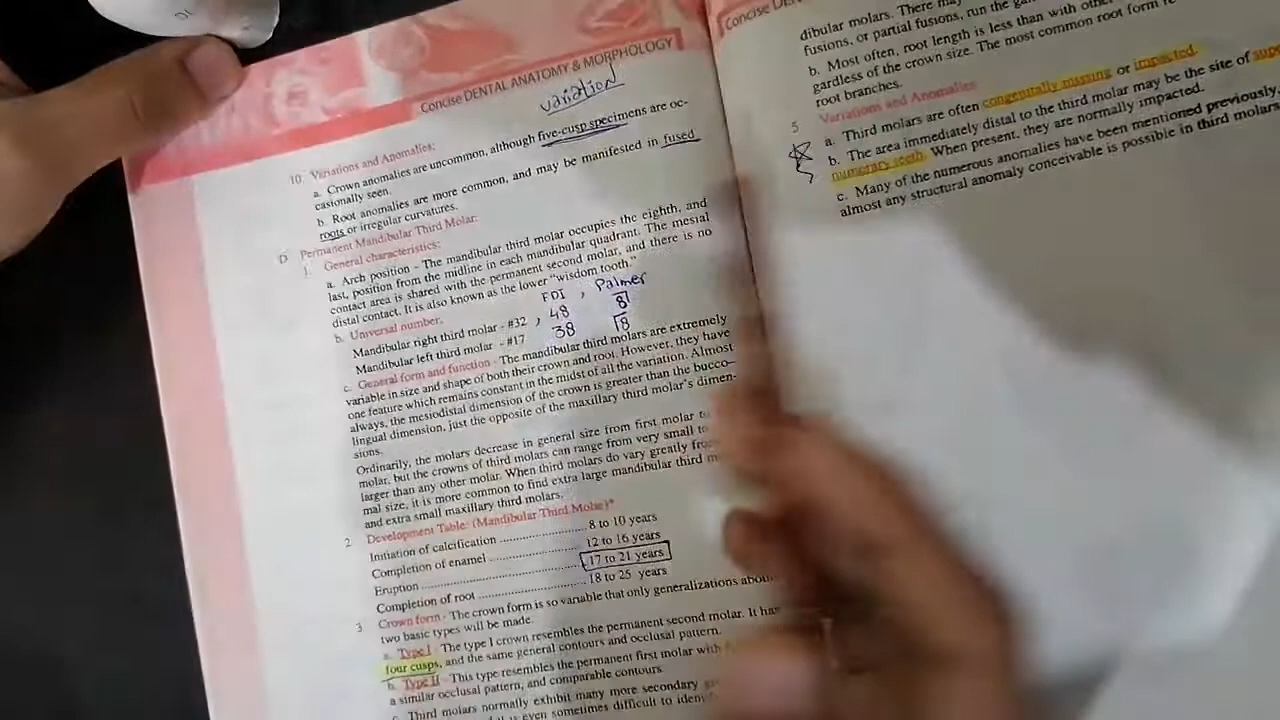 Concise DENTAL ANATOMY & MORPHOLOGY
variation
10. Variations and Anomalies:
a. Crown anomalies are uncommon, although five-cusp specimens are oc-
casionally seen.
b. Root anomalies are more common, and may be manifested in fused
roots or irregular curvatures.
D Permanent Mandibular Third Molar:
1. General characteristics:
a. Arch position - The mandibular third molar occupies the eighth, and
last, position from the midline in each mandibular quadrant. The mesial
contact area is shared with the permanent second molar, and there is no
distal contact. It is also known as the lower "wisdom tooth."
b. Universal number:
FDI , Palmer
Mandibular right third molar - #32 , 48 8
Mandibular left third molar - #17 38 8
c. General form and function - The mandibular third molars are extremely
variable in size and shape of both their crown and root. However, they have
one feature which remains constant in the midst of all the variation. Almost
always, the mesiodistal dimension of the crown is greater than the bucco-
lingual dimension, just the opposite of the maxillary third molar's dimen-
sions.
Ordinarily, the molars decrease in general size from first molar
molar, but the crowns of third molars can range from very small to
larger than any other molar. When third molars do vary greatly
mal size, it is more common to find extra large mandibular third
and extra small maxillary third molars.
2. Development Table: (Mandibular Third Molar)*
Initiation of calcification .................. 8 to 10 years
Completion of enamel .................. 12 to 16 years
Eruption .................. 17 to 21 years
Completion of root .................. 18 to 25 years
3. Crown form - The crown form is so variable that only generalizations about
two basic types will be made.
a. Type I - The type I crown resembles the permanent second molar. It has
four cusps, and the same general contours and occlusal pattern.
b. Type II - This type resembles the permanent first molar with
a similar occlusal pattern, and comparable contours.
c. Third molars normally exhibit many more secondary
is even sometimes difficult to
Concise
dibular molars. There may
fusions, or partial fusions, run the
b. Most often, root length is less than with
gardless of the crown size. The most common root form
root branches.
5 Variations and Anomalies
a. Third molars are often congenitally missing or impacted.
b. The area immediately distal to the third molar may be the site of
numerary teeth. When present, they are normally impacted.
c. Many of the numerous anomalies have been mentioned previously,
almost any structural anomaly conceivable is possible in third molars